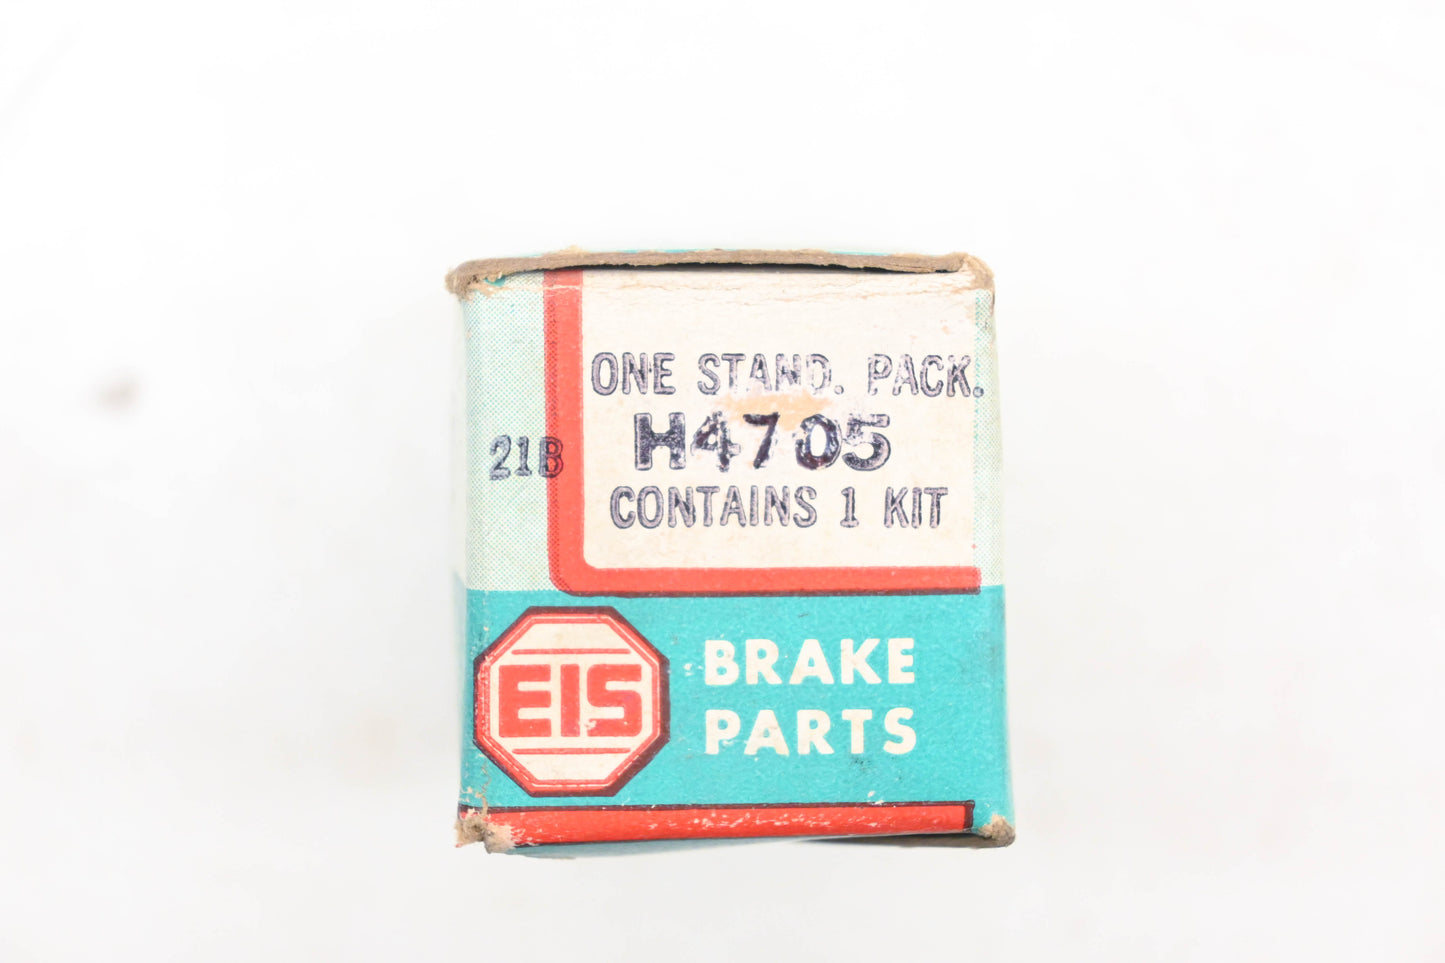 ONE STAND. PACK.
H4705
21B
CONTAINS 1 KIT
EIS
BRAKE
PARTS